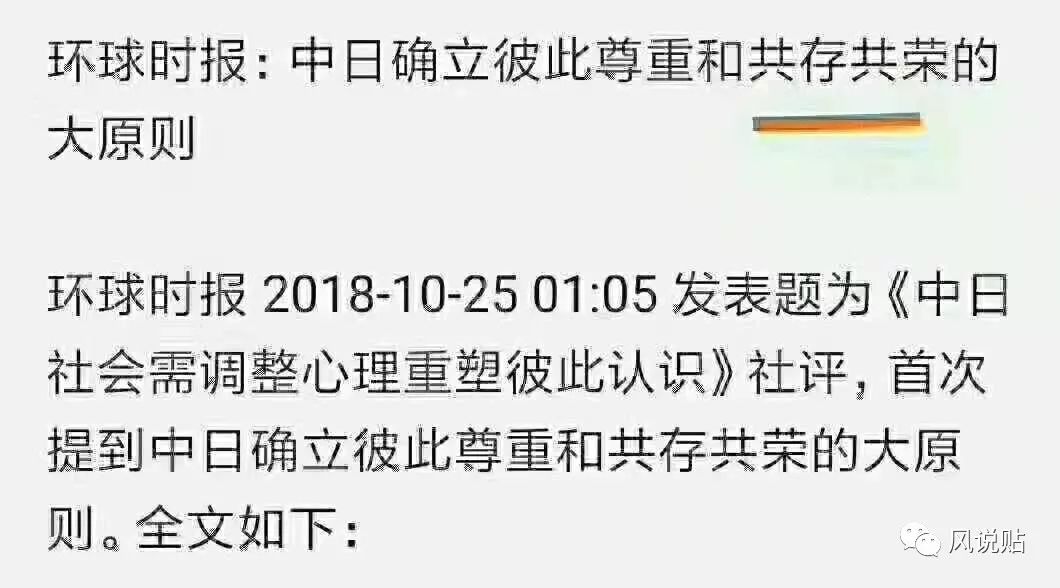 环球时报：中日确立彼此尊重和共存共荣的
大原则
环球时报 2018-10-25 01:05 发表题为《中日
社会需调整心理重塑彼此认识》社评，首次
提到中日确立彼此尊重和共存共荣的大原
则。全文如下：
风说贴